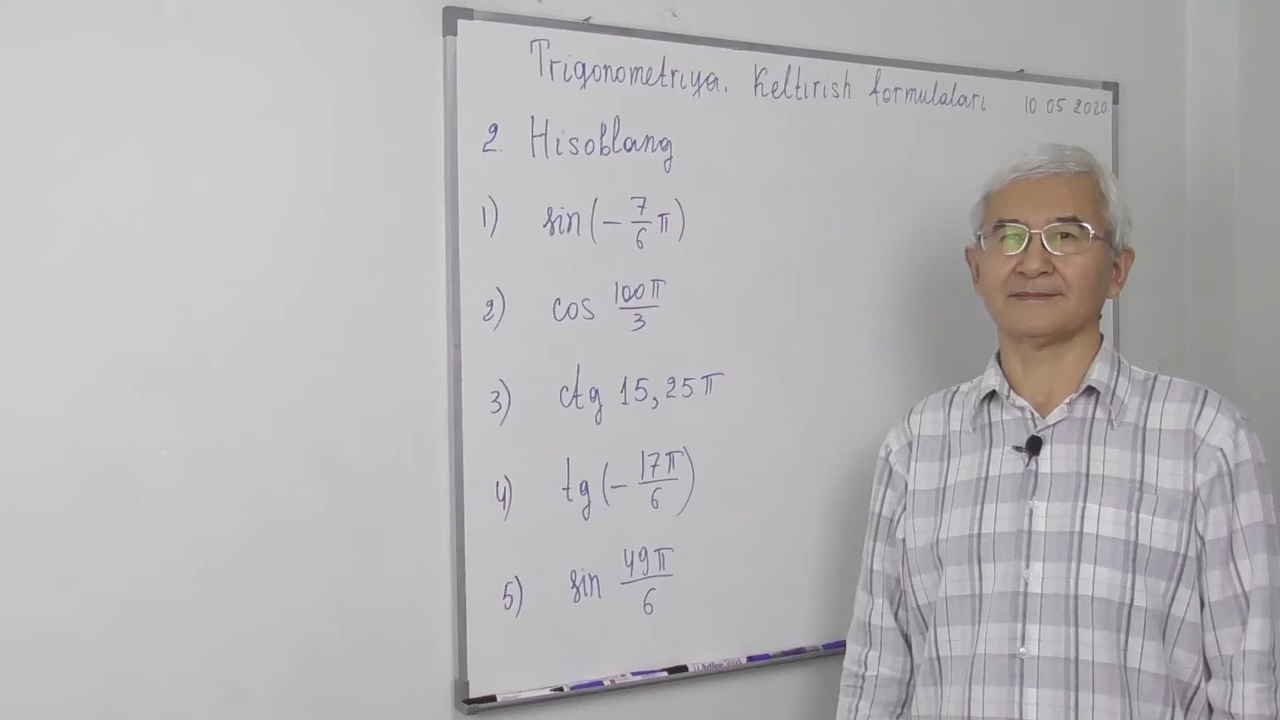 Trigonometriya. Keltirish formulalari 10 05 2020
2. Hisoblang
1) sin(-7/6 π)
2) cos 100π/3
3) ctg 15,25π
4) tg(-17π/6)
5) sin 49π/6